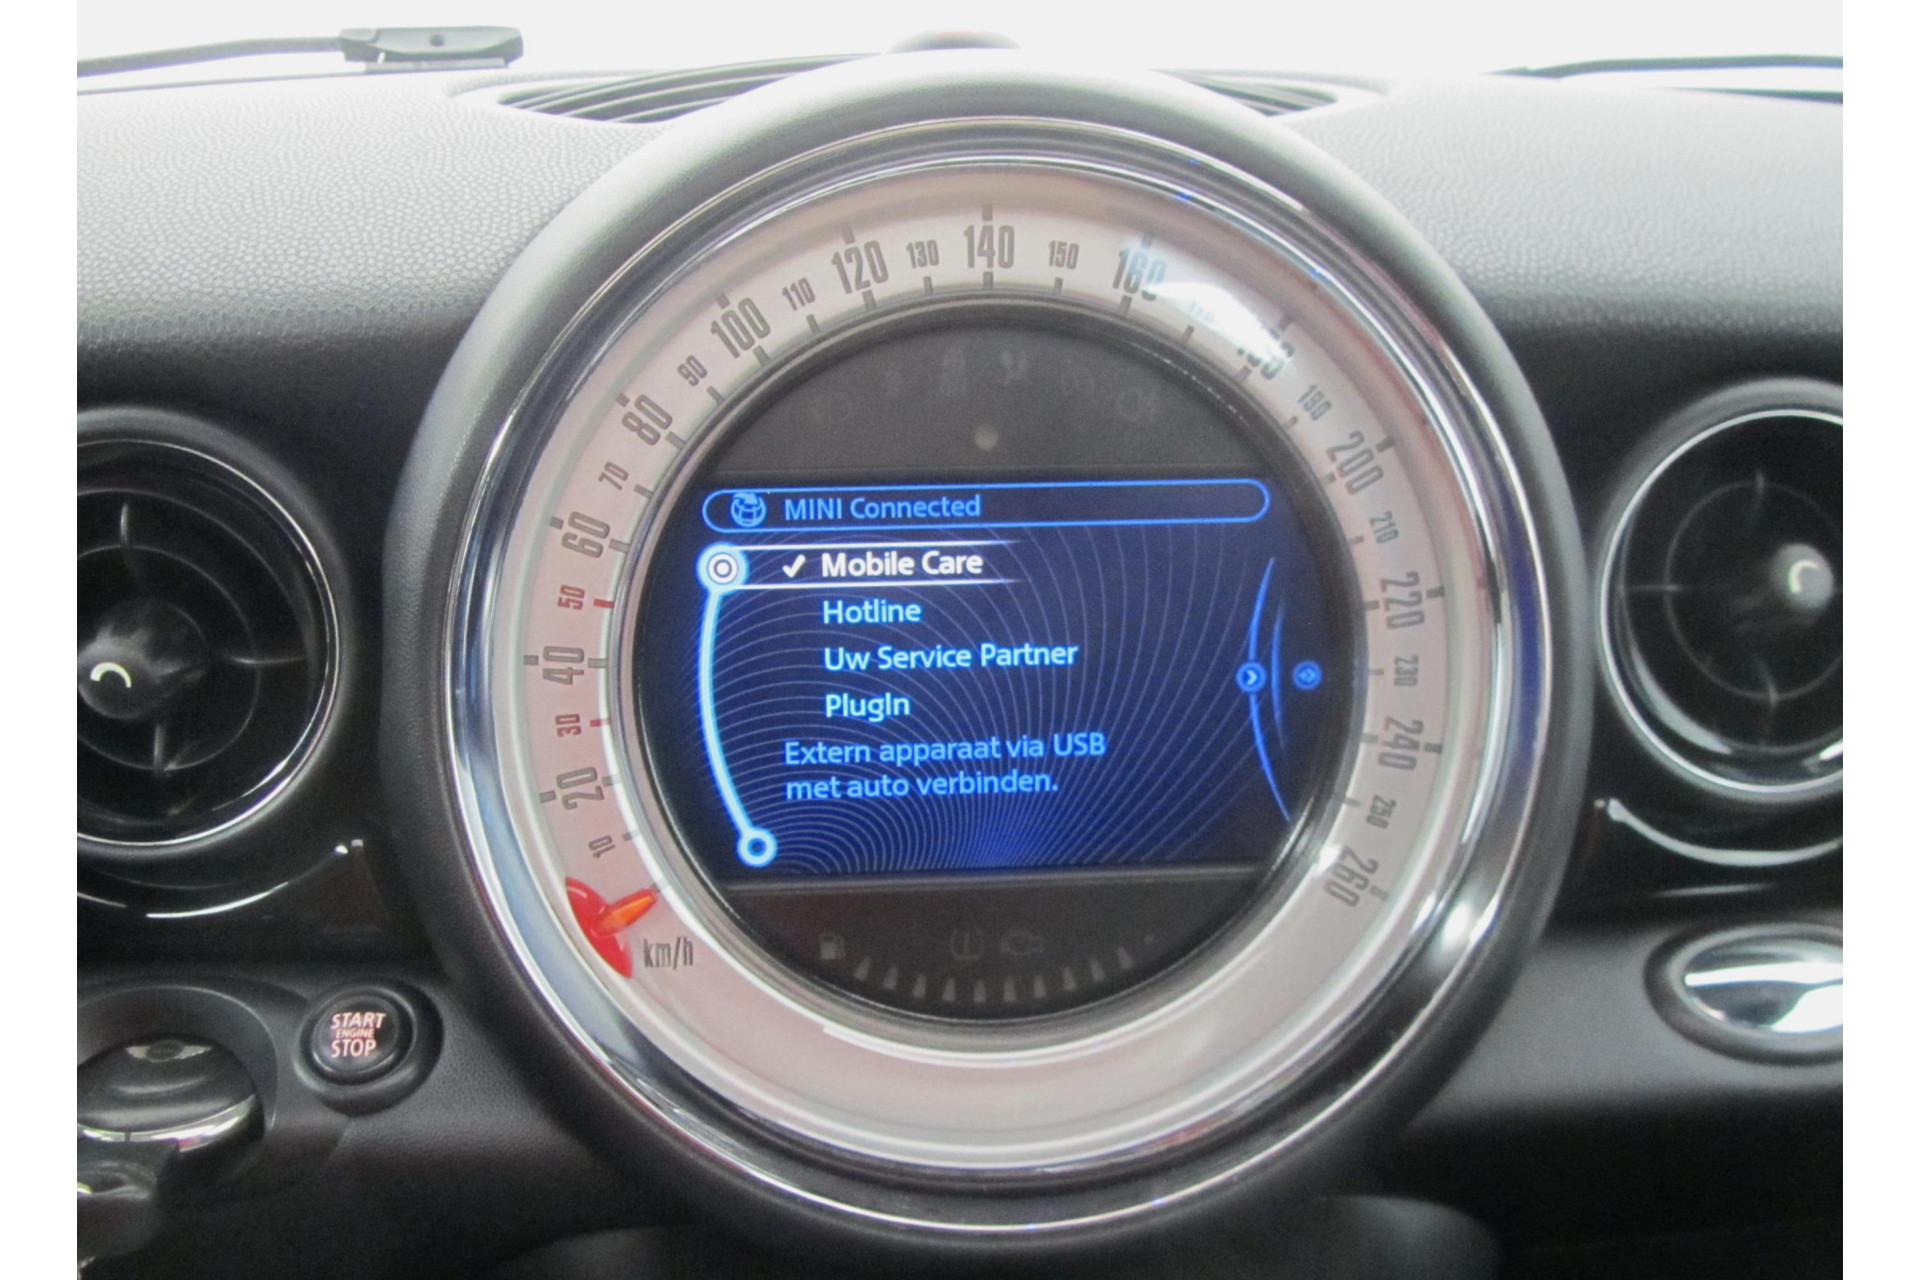 10
20
30
40
50
60
70
80
90
100
110
120
130
140
150
160
190
200
210
220
230
240
250
260
km/h
MINI Connected
✓ Mobile Care
Hotline
Uw Service Partner
PlugIn
Extern apparaat via USB
met auto verbinden.
START
ENGINE
STOP